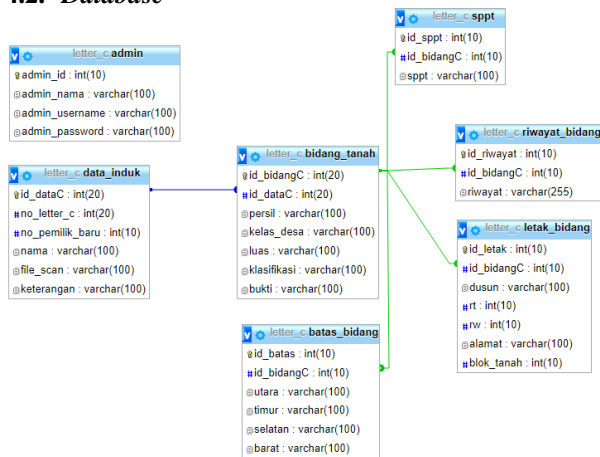 4.2. Database
letter_c admin
admin_id : int(10)
admin_nama : varchar(100)
admin_username : varchar(100)
admin_password : varchar(100)
letter_c data_induk
id_dataC : int(20)
#no_letter_c : int(20)
#no_pemilik_baru : int(10)
nama : varchar(100)
file_scan : varchar(100)
keterangan : varchar(100)
letter_c bidang_tanah
id_bidangC : int(20)
#id_dataC : int(20)
persil : varchar(100)
kelas_desa : varchar(100)
luas : varchar(100)
klasifikasi : varchar(100)
bukti : varchar(100)
letter_c batas_bidang
id_batas : int(10)
#id_bidangC : int(10)
utara : varchar(100)
timur : varchar(100)
selatan : varchar(100)
barat : varchar(100)
letter_c sppt
id_sppt : int(10)
#id_bidangC : int(10)
sppt : varchar(100)
letter_c riwayat_bidang
id_riwayat : int(10)
#id_bidangC : int(10)
riwayat : varchar(255)
letter_c letak_bidang
id_letak : int(10)
#id_bidangC : int(10)
dusun : varchar(100)
#rt : int(10)
#rw : int(10)
alamat : varchar(100)
#blok_tanah : int(10)